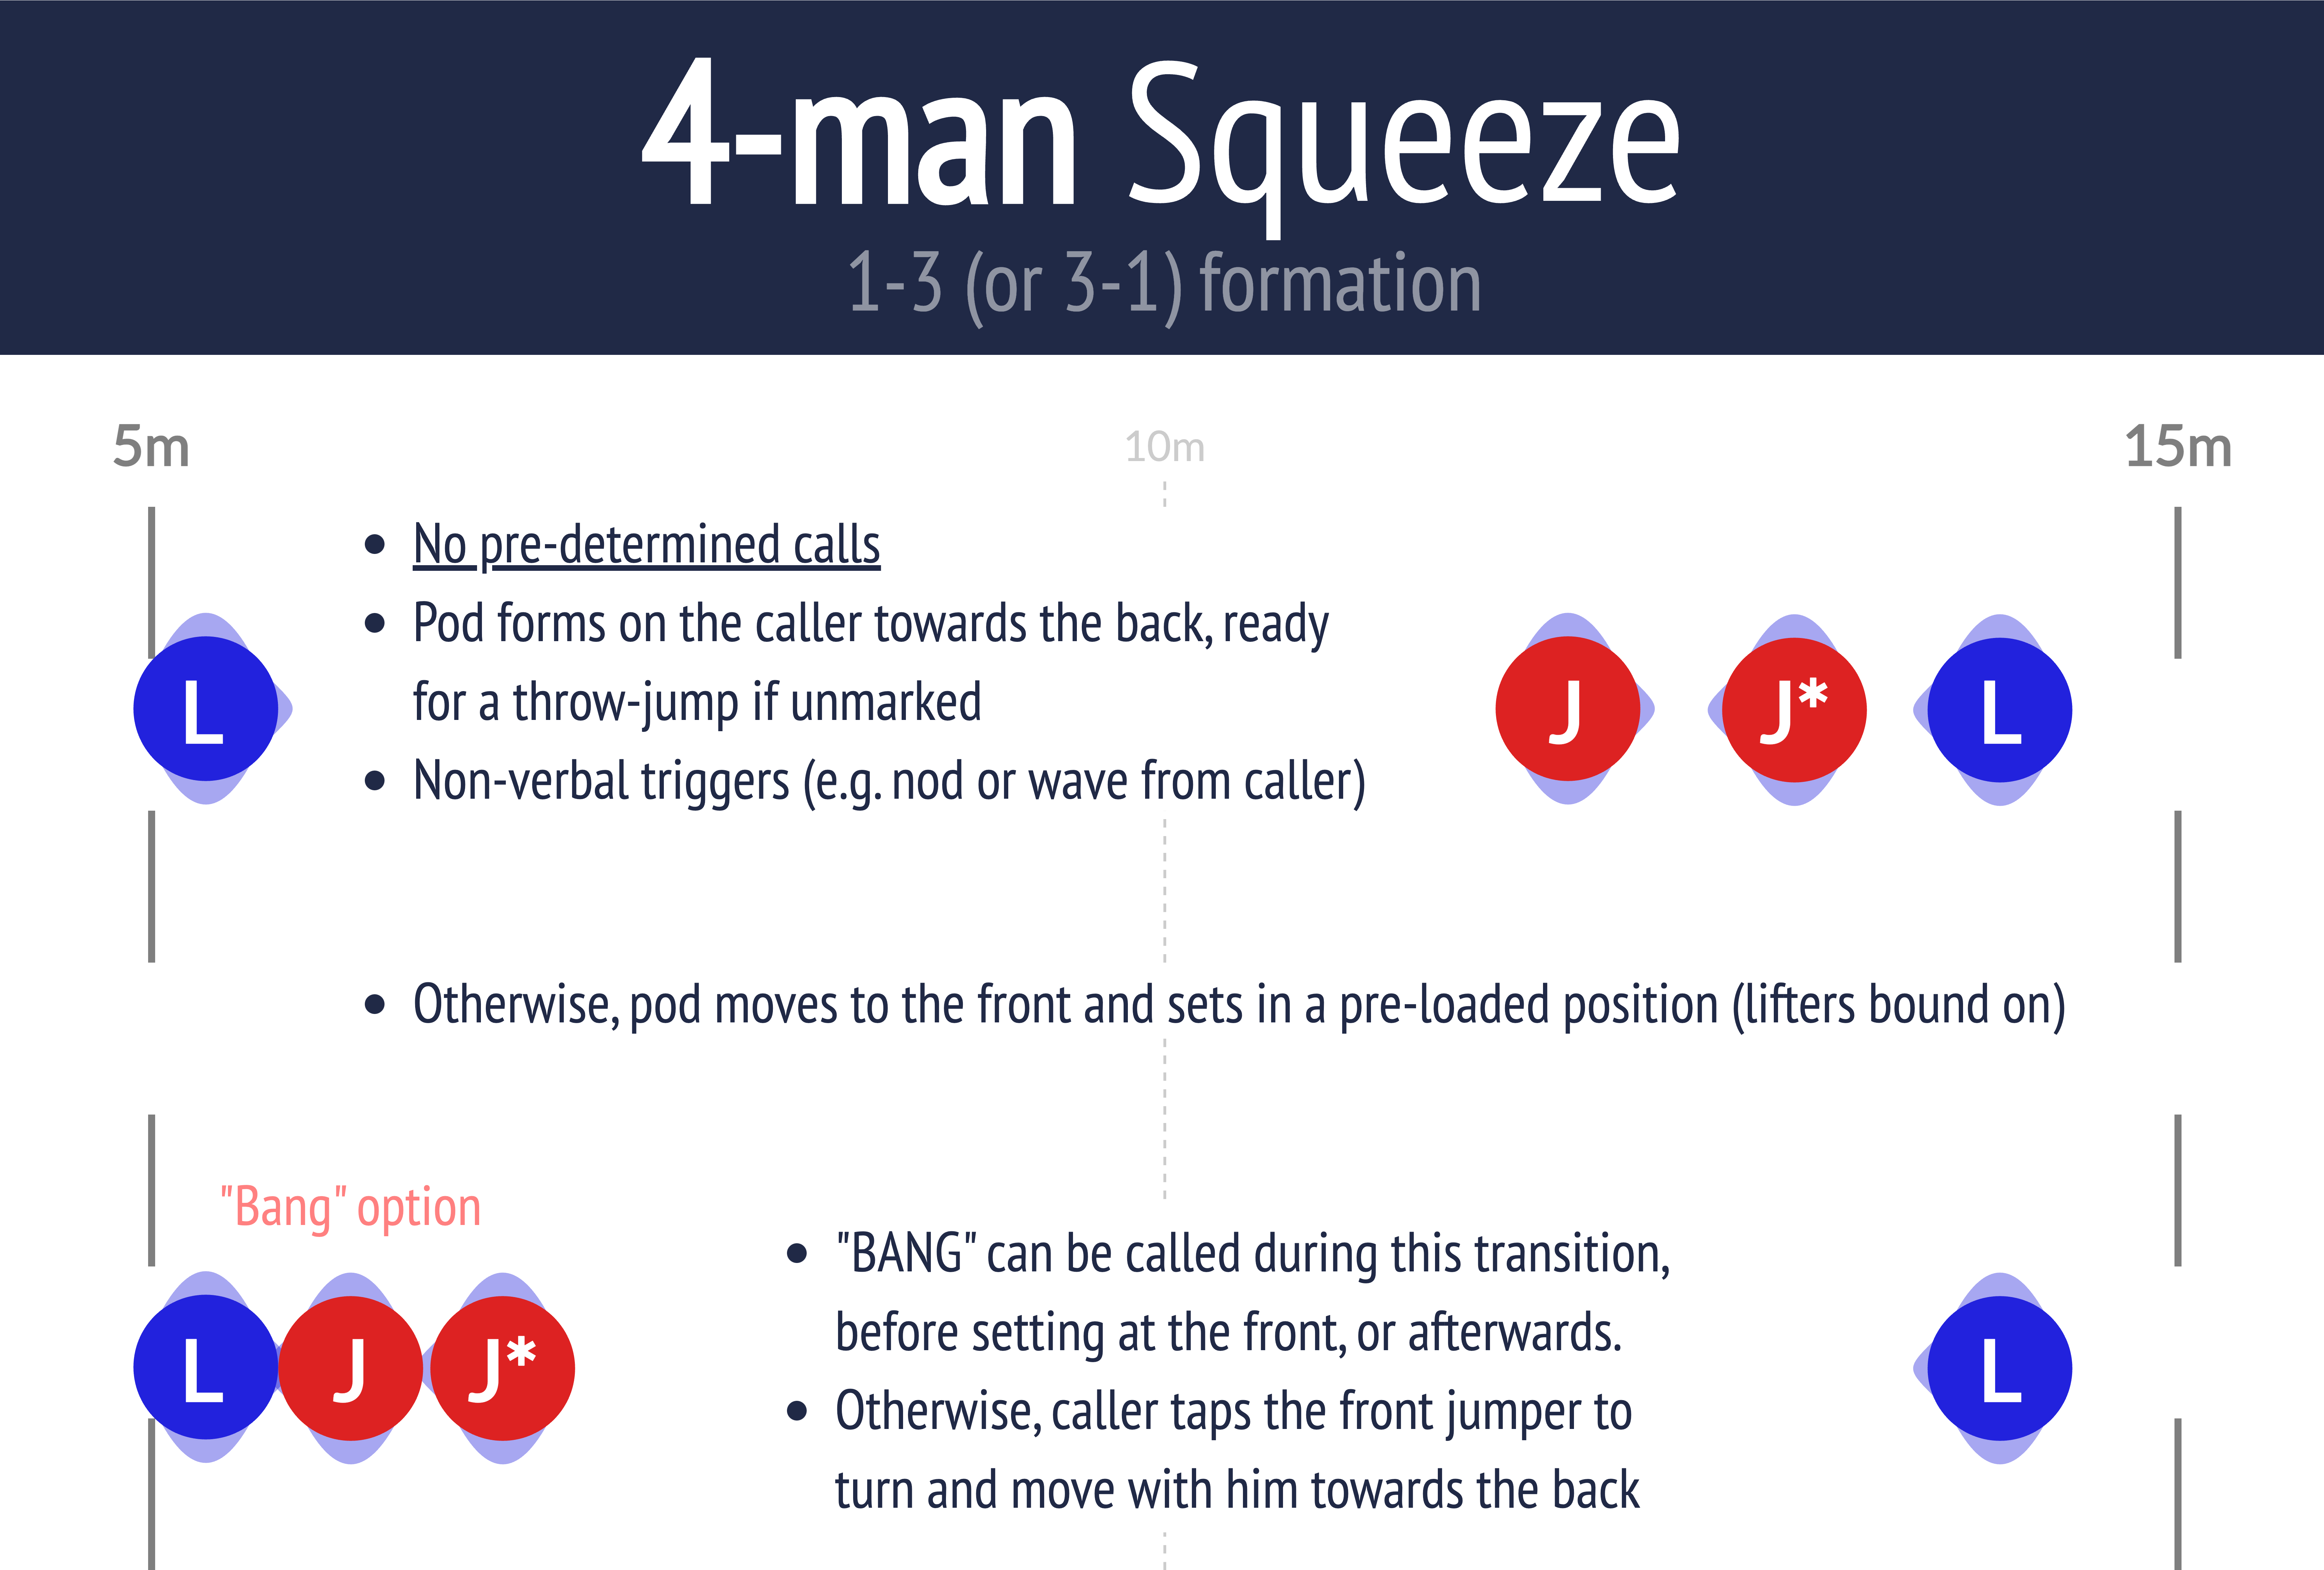 4-man Squeeze
1-3 (or 3-1) formation
5m
10m
15m
• No pre-determined calls
• Pod forms on the caller towards the back, ready
for a throw-jump if unmarked
• Non-verbal triggers (e.g. nod or wave from caller)
L
J
J*
L
• Otherwise, pod moves to the front and sets in a pre-loaded position (lifters bound on)
"Bang" option
L
J
J*
• "BANG" can be called during this transition,
before setting at the front, or afterwards.
• Otherwise, caller taps the front jumper to
turn and move with him towards the back
L